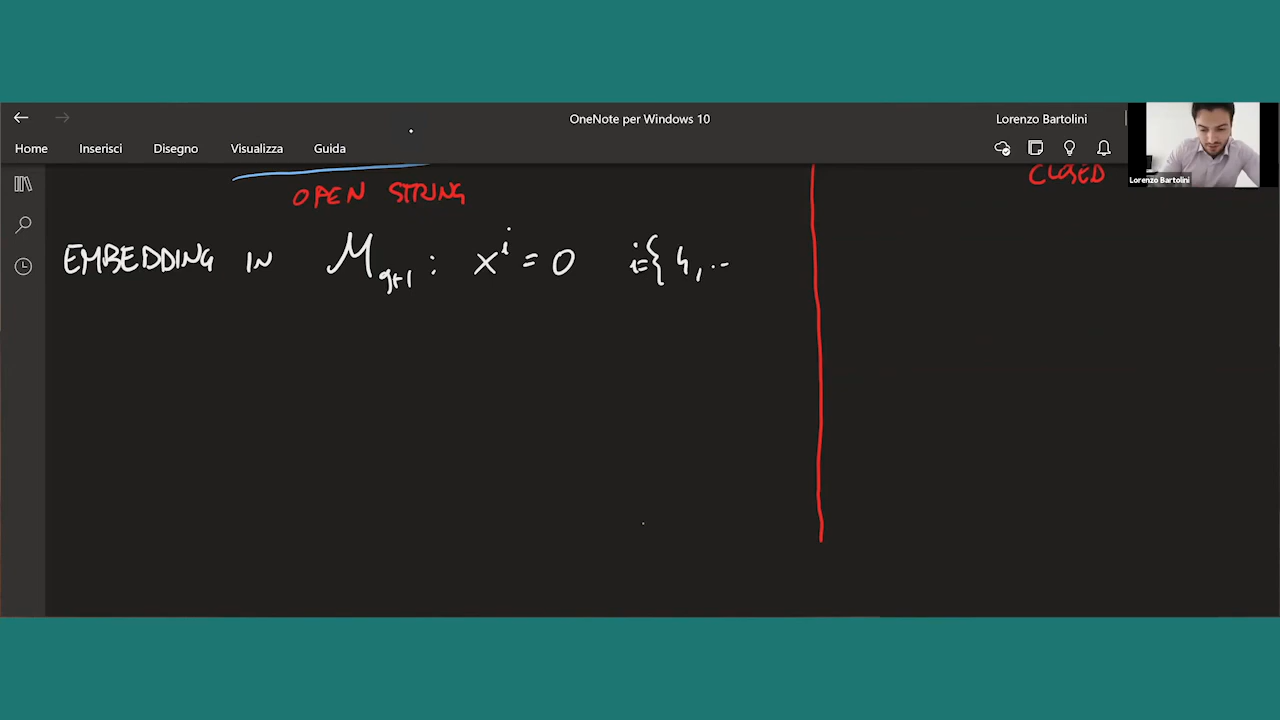 OneNote per Windows 10
Lorenzo Bartolini
Home Inserisci Disegno Visualizza Guida
Lorenzo Bartolini
OPEN STRING
CLOSED
EMBEDDING IN M_{9+1} : x^i = 0 i={ 4, ..